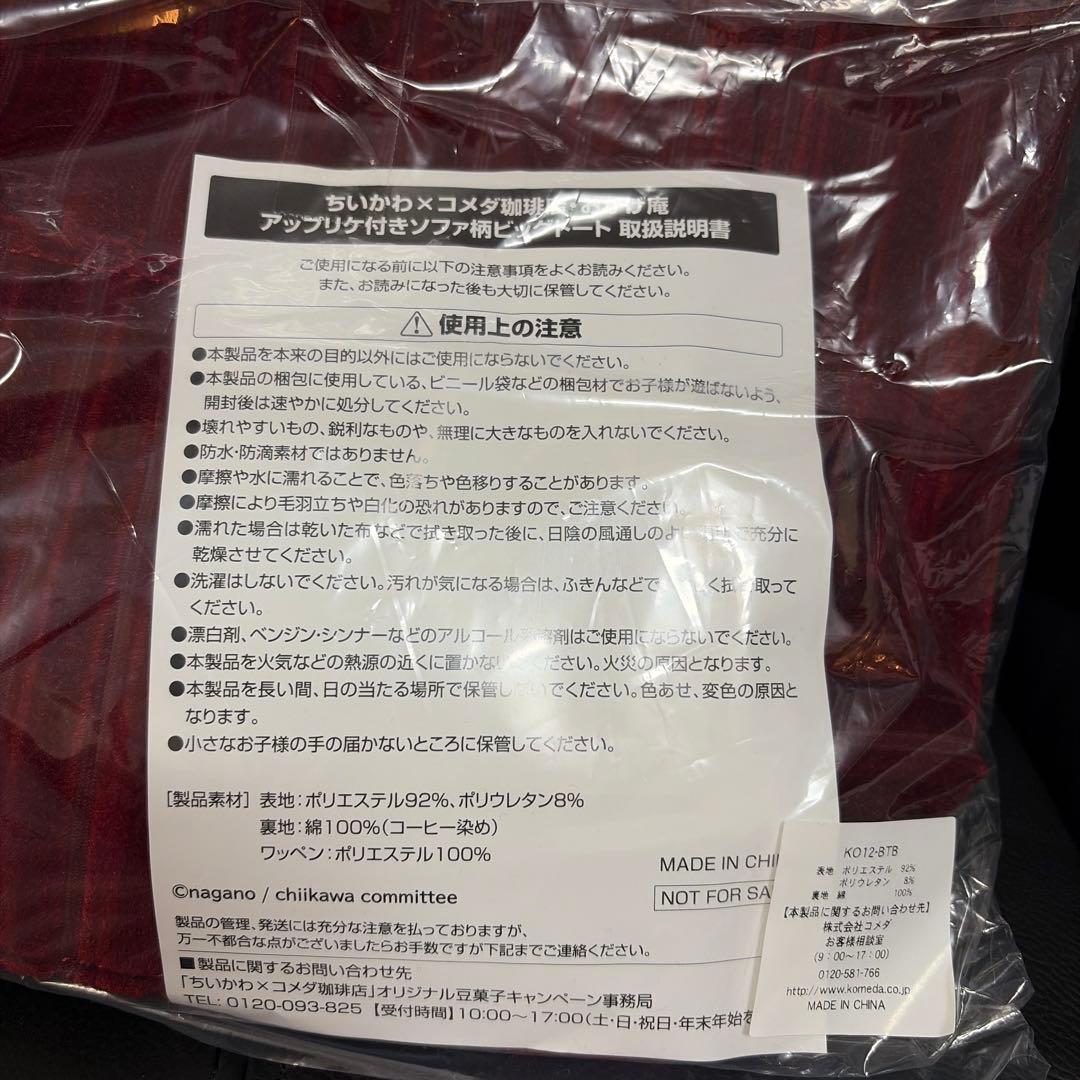 ちいかわ×コメダ珈琲店・おかげ庵
アップリケ付きソファ柄ビッグトート 取扱説明書
ご使用になる前に以下の注意事項をよくお読みください。
また、お読みになった後も大切に保管してください。
使用上の注意
●本製品を本来の目的以外にはご使用にならないでください。
●本製品の梱包に使用している、ビニール袋などの梱包材でお子様が遊ばないよう、
開封後は速やかに処分してください。
●壊れやすいもの、鋭利なものや、無理に大きなものを入れないでください。
●防水・防滴素材ではありません。
●摩擦や水に濡れることで、色落ちや色移りすることがあります。
●摩擦により毛羽立ちや白化の恐れがありますので、ご注意ください。
●濡れた場合は乾いた布などで拭き取った後に、日陰の風通しのよ で充分に
乾燥させてください。
●洗濯はしないでください。汚れが気になる場合は、ふきんなどで く拭き取って
ください。
●漂白剤、ベンジン・シンナーなどのアルコール 溶剤はご使用にならないでください。
●本製品を火気などの熱源の近くに置かないでください。火災の原因となります。
●本製品を長い間、日の当たる場所で保管しないでください。色あせ、変色の原因と
なります。
●小さなお子様の手の届かないところに保管してください。
[製品素材] 表地：ポリエステル92%、ポリウレタン8%
裏地：綿100%（コーヒー染め）
ワッペン：ポリエステル100%
MADE IN CHI
©nagano / chiikawa committee
NOT FOR SA
製品の管理、発送には充分な注意を払っておりますが、
万一不都合な点がございましたらお手数ですが下記までご連絡ください。
■製品に関するお問い合わせ先
「ちいかわ×コメダ珈琲店」オリジナル豆菓子キャンペーン事務局
TEL: 0120-093-825 【受付時間】10:00～17:00（土・日・祝日・年末年始を
KO12-BTB
表地 ポリエステル 92%
ポリウレタン 8%
裏地 綿 100%
【本製品に関するお問い合わせ先】
株式会社コメダ
お客様相談室
（9：00～17：00）
0120-581-766
http://www.komeda.co.jp
MADE IN CHINA